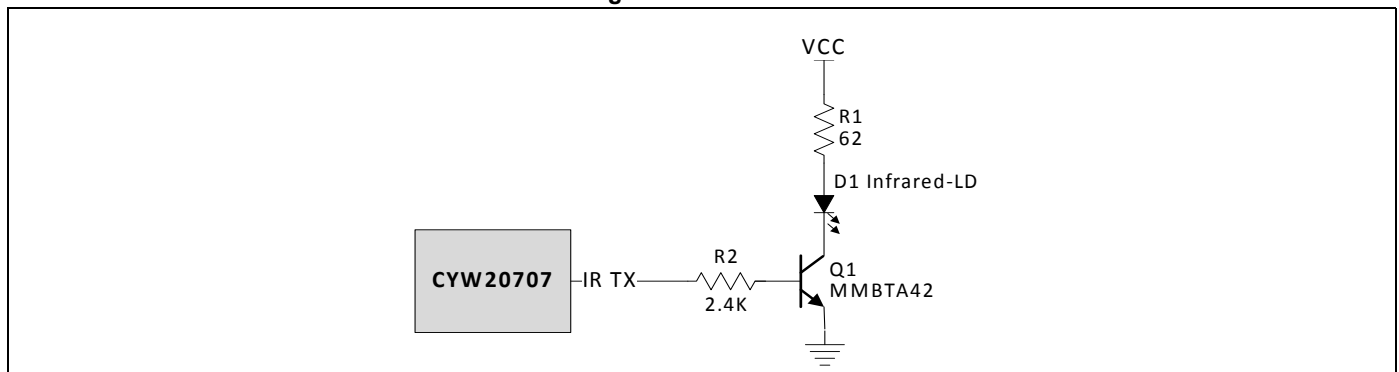 VCC
R1
62
D1 Infrared-LD
R2
Q1
CYW20707
IR TX
MMBTA42
2.4K